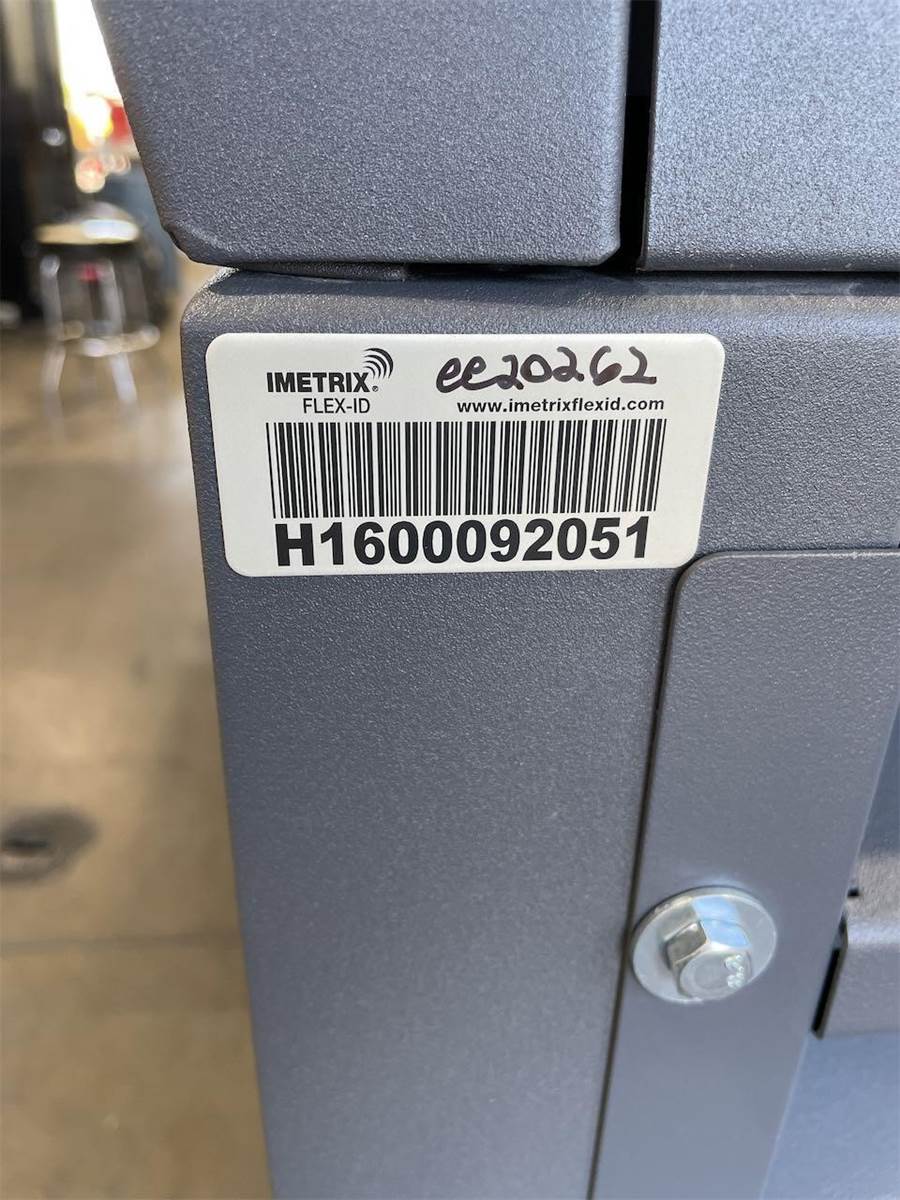 IMETRIX®
FLEX-ID
ee20262
www.imetrixflexid.com
H1600092051